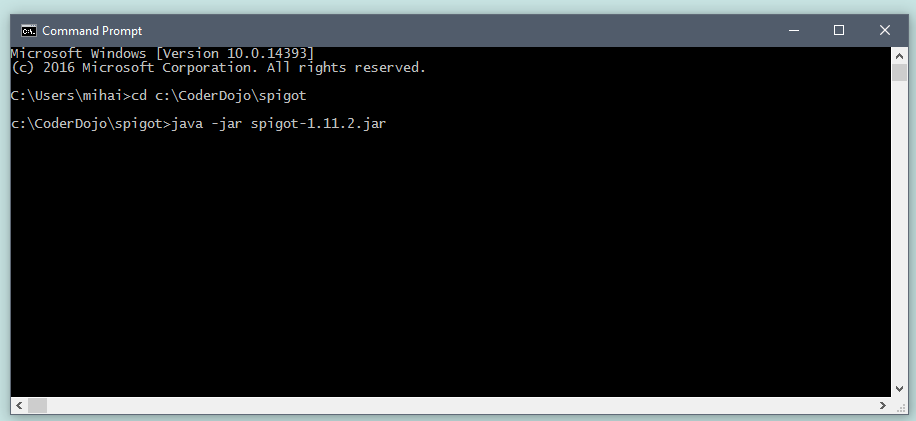 Command Prompt
Microsoft Windows [Version 10.0.14393]
(c) 2016 Microsoft Corporation. All rights reserved.
C:\Users\mihai>cd c:\CoderDojo\spigot
c:\CoderDojo\spigot>java -jar spigot-1.11.2.jar